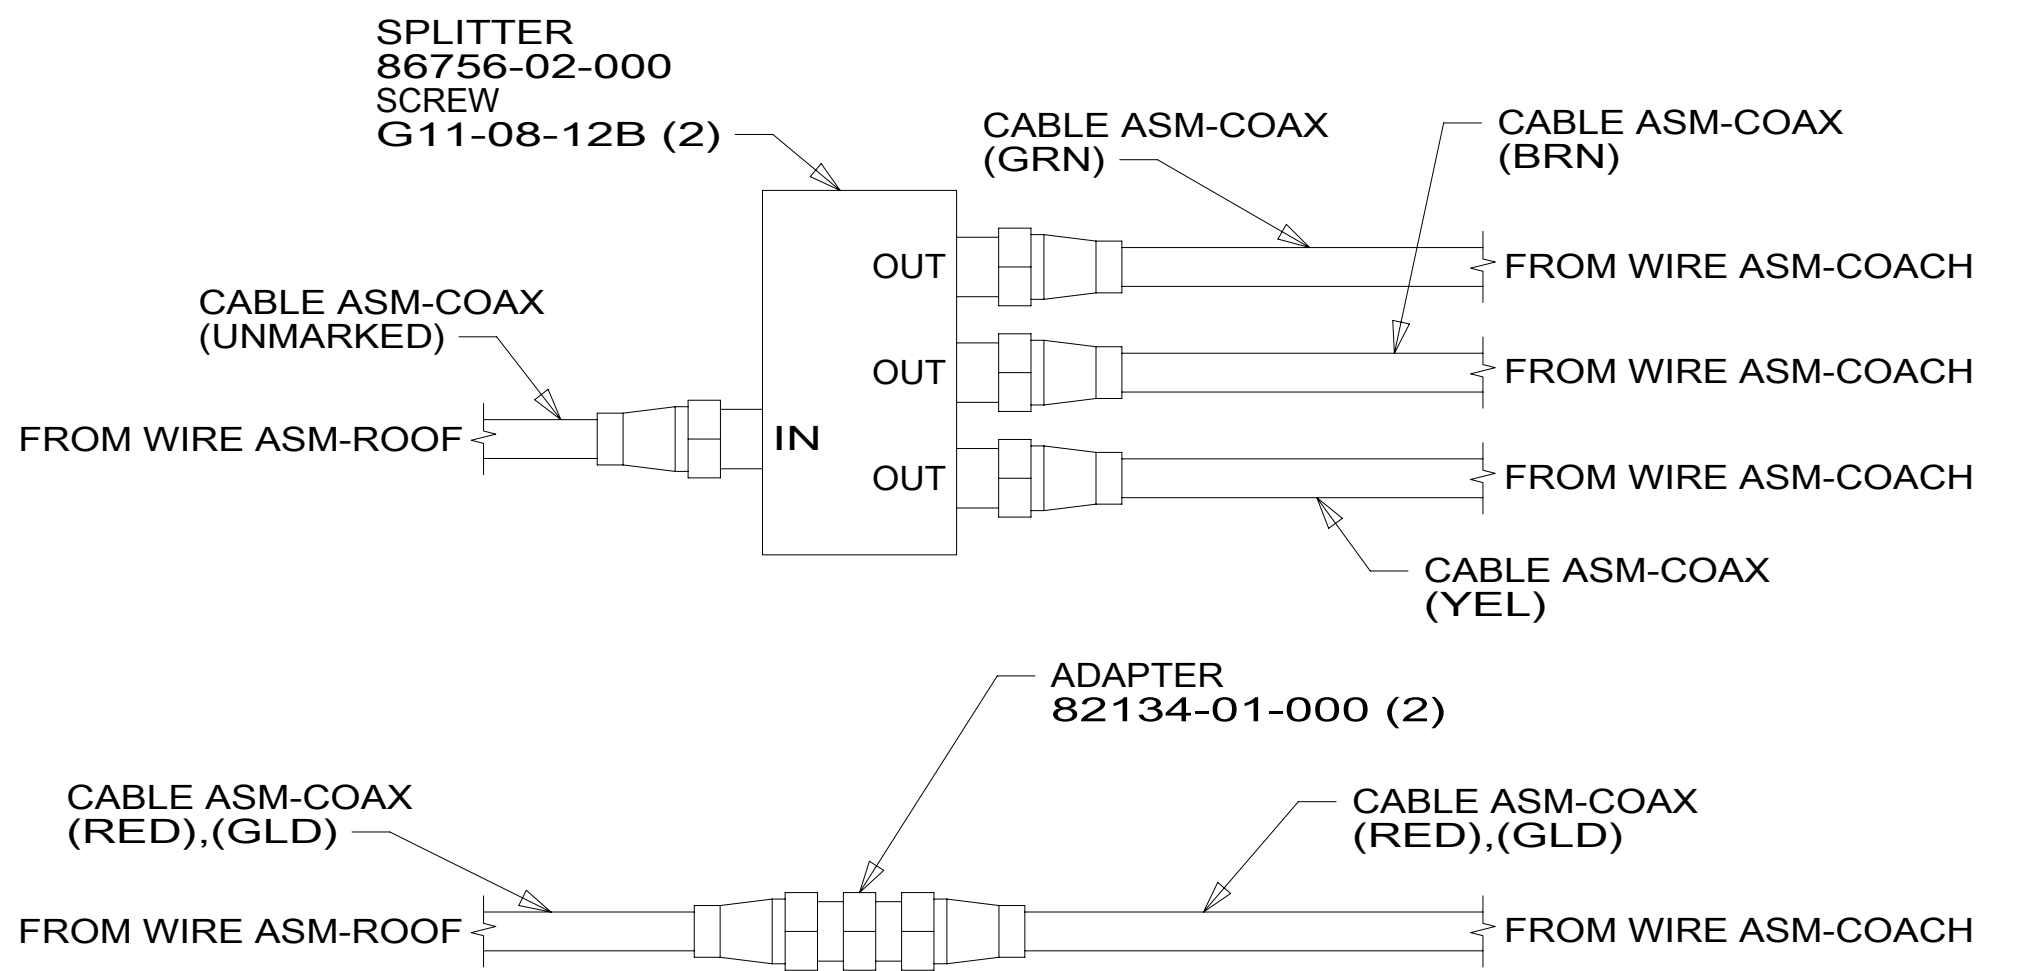 SPLITTER
86756-02-000
SCREW
G11-08-12B (2)
CABLE ASM-COAX
(GRN)
CABLE ASM-COAX
(BRN)
OUT
FROM WIRE ASM-COACH
CABLE ASM-COAX
(UNMARKED)
OUT
FROM WIRE ASM-COACH
FROM WIRE ASM-ROOF
IN
OUT
FROM WIRE ASM-COACH
CABLE ASM-COAX
(YEL)
ADAPTER
82134-01-000 (2)
CABLE ASM-COAX
(RED),(GLD)
CABLE ASM-COAX
(RED),(GLD)
FROM WIRE ASM-ROOF
FROM WIRE ASM-COACH